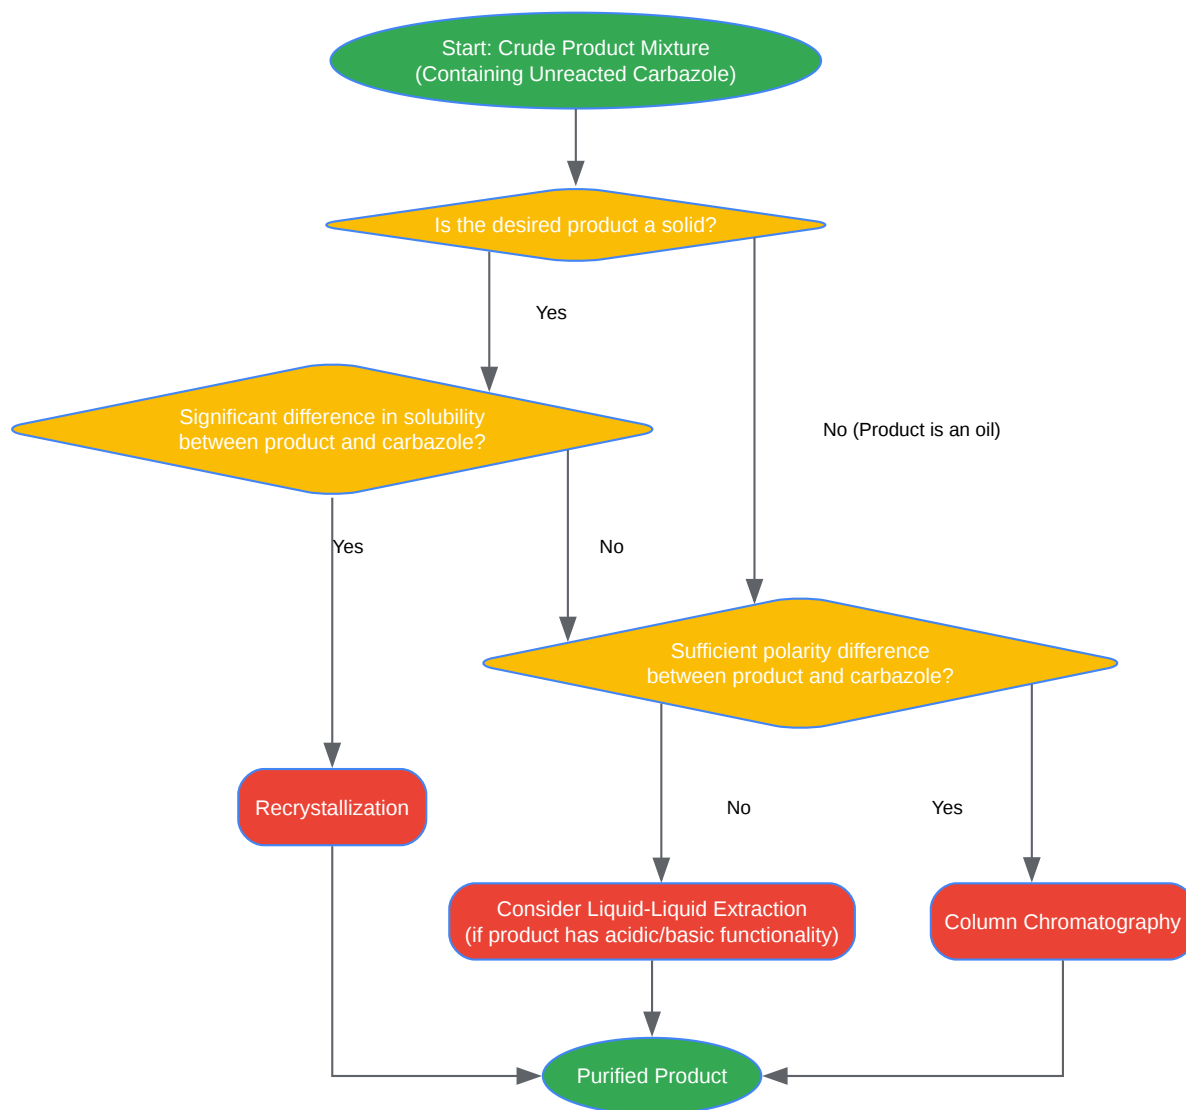 Start: Crude Product Mixture
(Containing Unreacted Carbazole)
Is the desired product a solid?
Yes
Significant difference in solubility
between product and carbazole?
No (Product is an oil)
Yes
No
Sufficient polarity difference
between product and carbazole?
Recrystallization
No
Yes
Consider Liquid-Liquid Extraction
(if product has acidic/basic functionality)
Column Chromatography
Purified Product